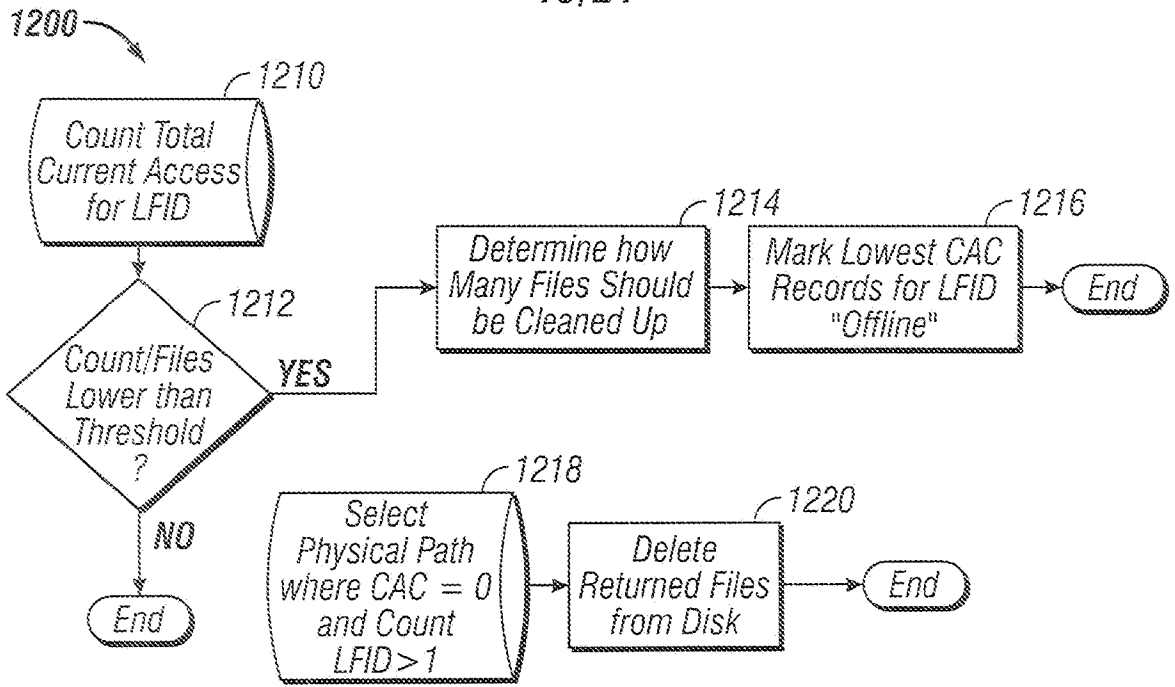 1200
1210
Count Total
Current Access
for LFID
1212
Count/Files
Lower than
Threshold
?
YES
NO
End
1214
Determine how
Many Files Should
be Cleaned Up
1216
Mark Lowest CAC
Records for LFID
"Offline"
End
1218
Select
Physical Path
where CAC = 0
and Count
LFID>1
1220
Delete
Returned Files
from Disk
End